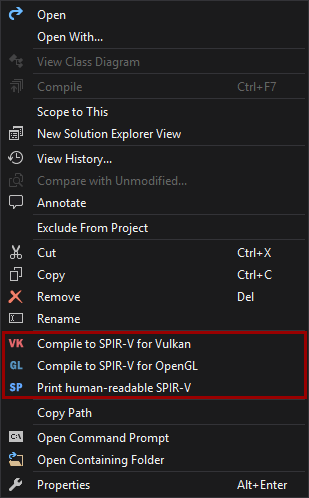 Open
Open With...
View Class Diagram
Compile Ctrl+F7
Scope to This
New Solution Explorer View
View History...
Compare with Unmodified...
Annotate
Exclude From Project
Cut Ctrl+X
Copy Ctrl+C
Remove Del
Rename
VK Compile to SPIR-V for Vulkan
GL Compile to SPIR-V for OpenGL
SP Print human-readable SPIR-V
Copy Path
C:\ Open Command Prompt
Open Containing Folder
Properties Alt+Enter